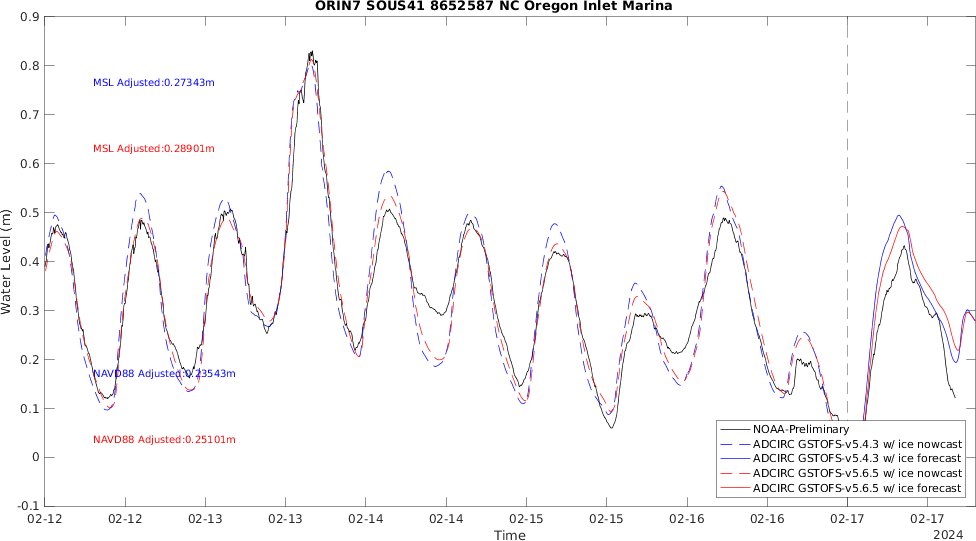 ORIN7 SOUS41 8652587 NC Oregon Inlet Marina
0.9
0.8
0.7
0.6
0.5
0.4
0.3
0.2
0.1
0
-0.1
Water Level (m)
MSL Adjusted:0.27343m
MSL Adjusted:0.28901m
NAVD88 Adjusted:0.23543m
NAVD88 Adjusted:0.25101m
NOAA-Preliminary
ADCIRC GSTOFS-v5.4.3 w/ ice nowcast
ADCIRC GSTOFS-v5.4.3 w/ ice forecast
ADCIRC GSTOFS-v5.6.5 w/ ice nowcast
ADCIRC GSTOFS-v5.6.5 w/ ice forecast
02-12 02-12 02-13 02-13 02-14 02-14 02-15 02-15 02-16 02-16 02-17 02-17
Time
2024